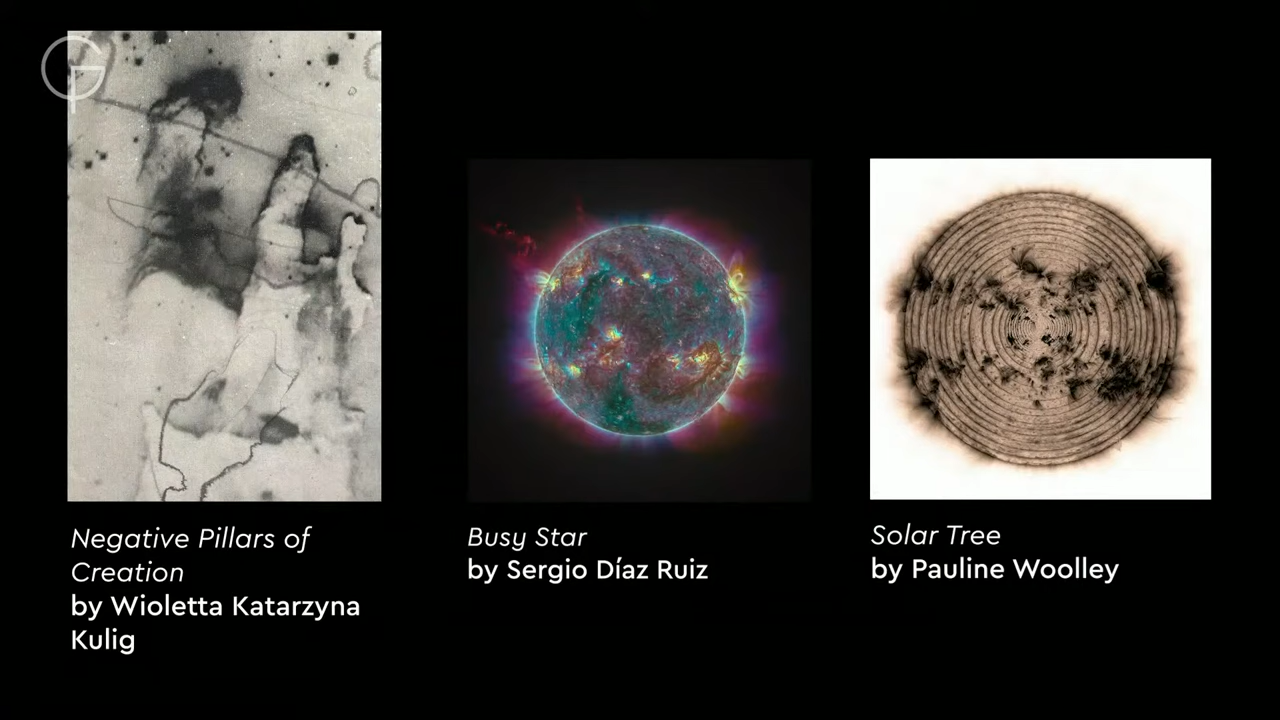 Negative Pillars of
Creation
by Wioletta Katarzyna
Kulig
Busy Star
by Sergio Díaz Ruiz
Solar Tree
by Pauline Woolley